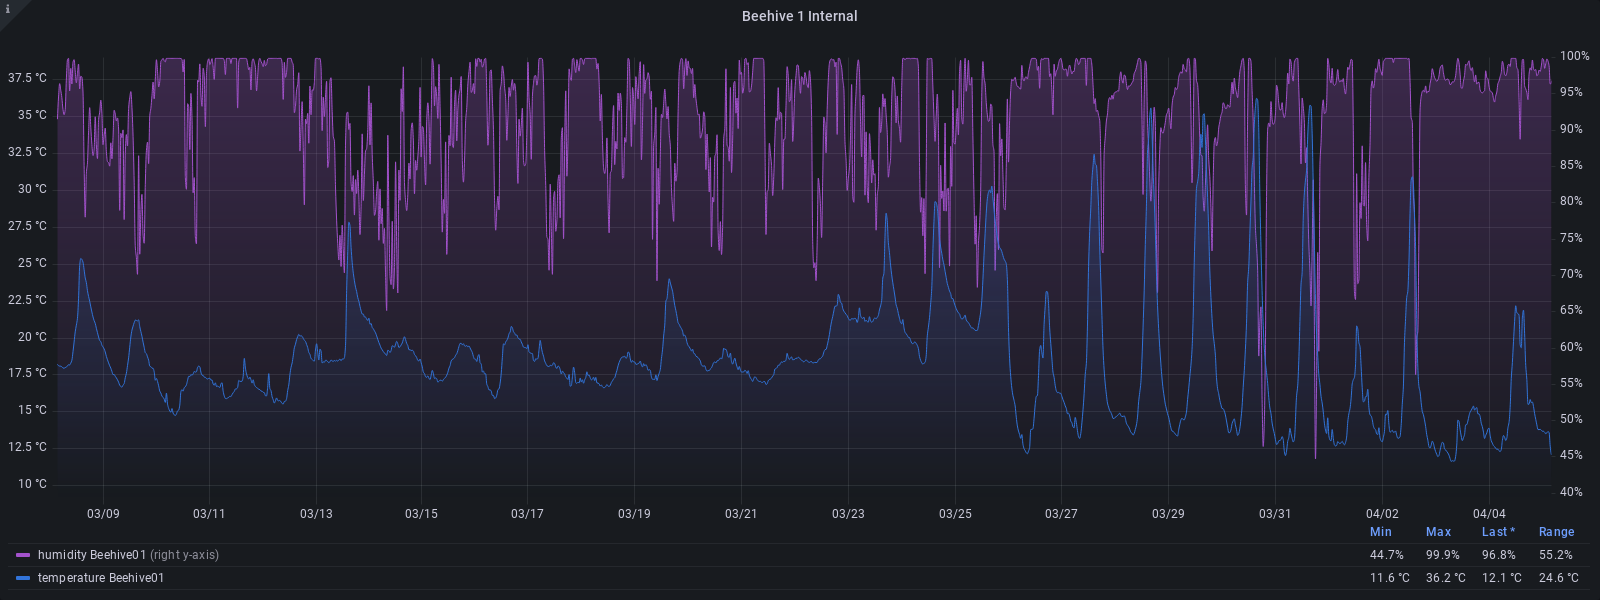 i
Beehive 1 Internal
37.5 °C
35 °C
32.5 °C
30 °C
27.5 °C
25 °C
22.5 °C
20 °C
17.5 °C
15 °C
12.5 °C
10 °C
100%
95%
90%
85%
80%
75%
70%
65%
60%
55%
50%
45%
40%
03/09 03/11 03/13 03/15 03/17 03/19 03/21 03/23 03/25 03/27 03/29 03/31 04/02 04/04
Min Max Last * Range
humidity Beehive01 (right y-axis) 44.7% 99.9% 96.8% 55.2%
temperature Beehive01 11.6 °C 36.2 °C 12.1 °C 24.6 °C